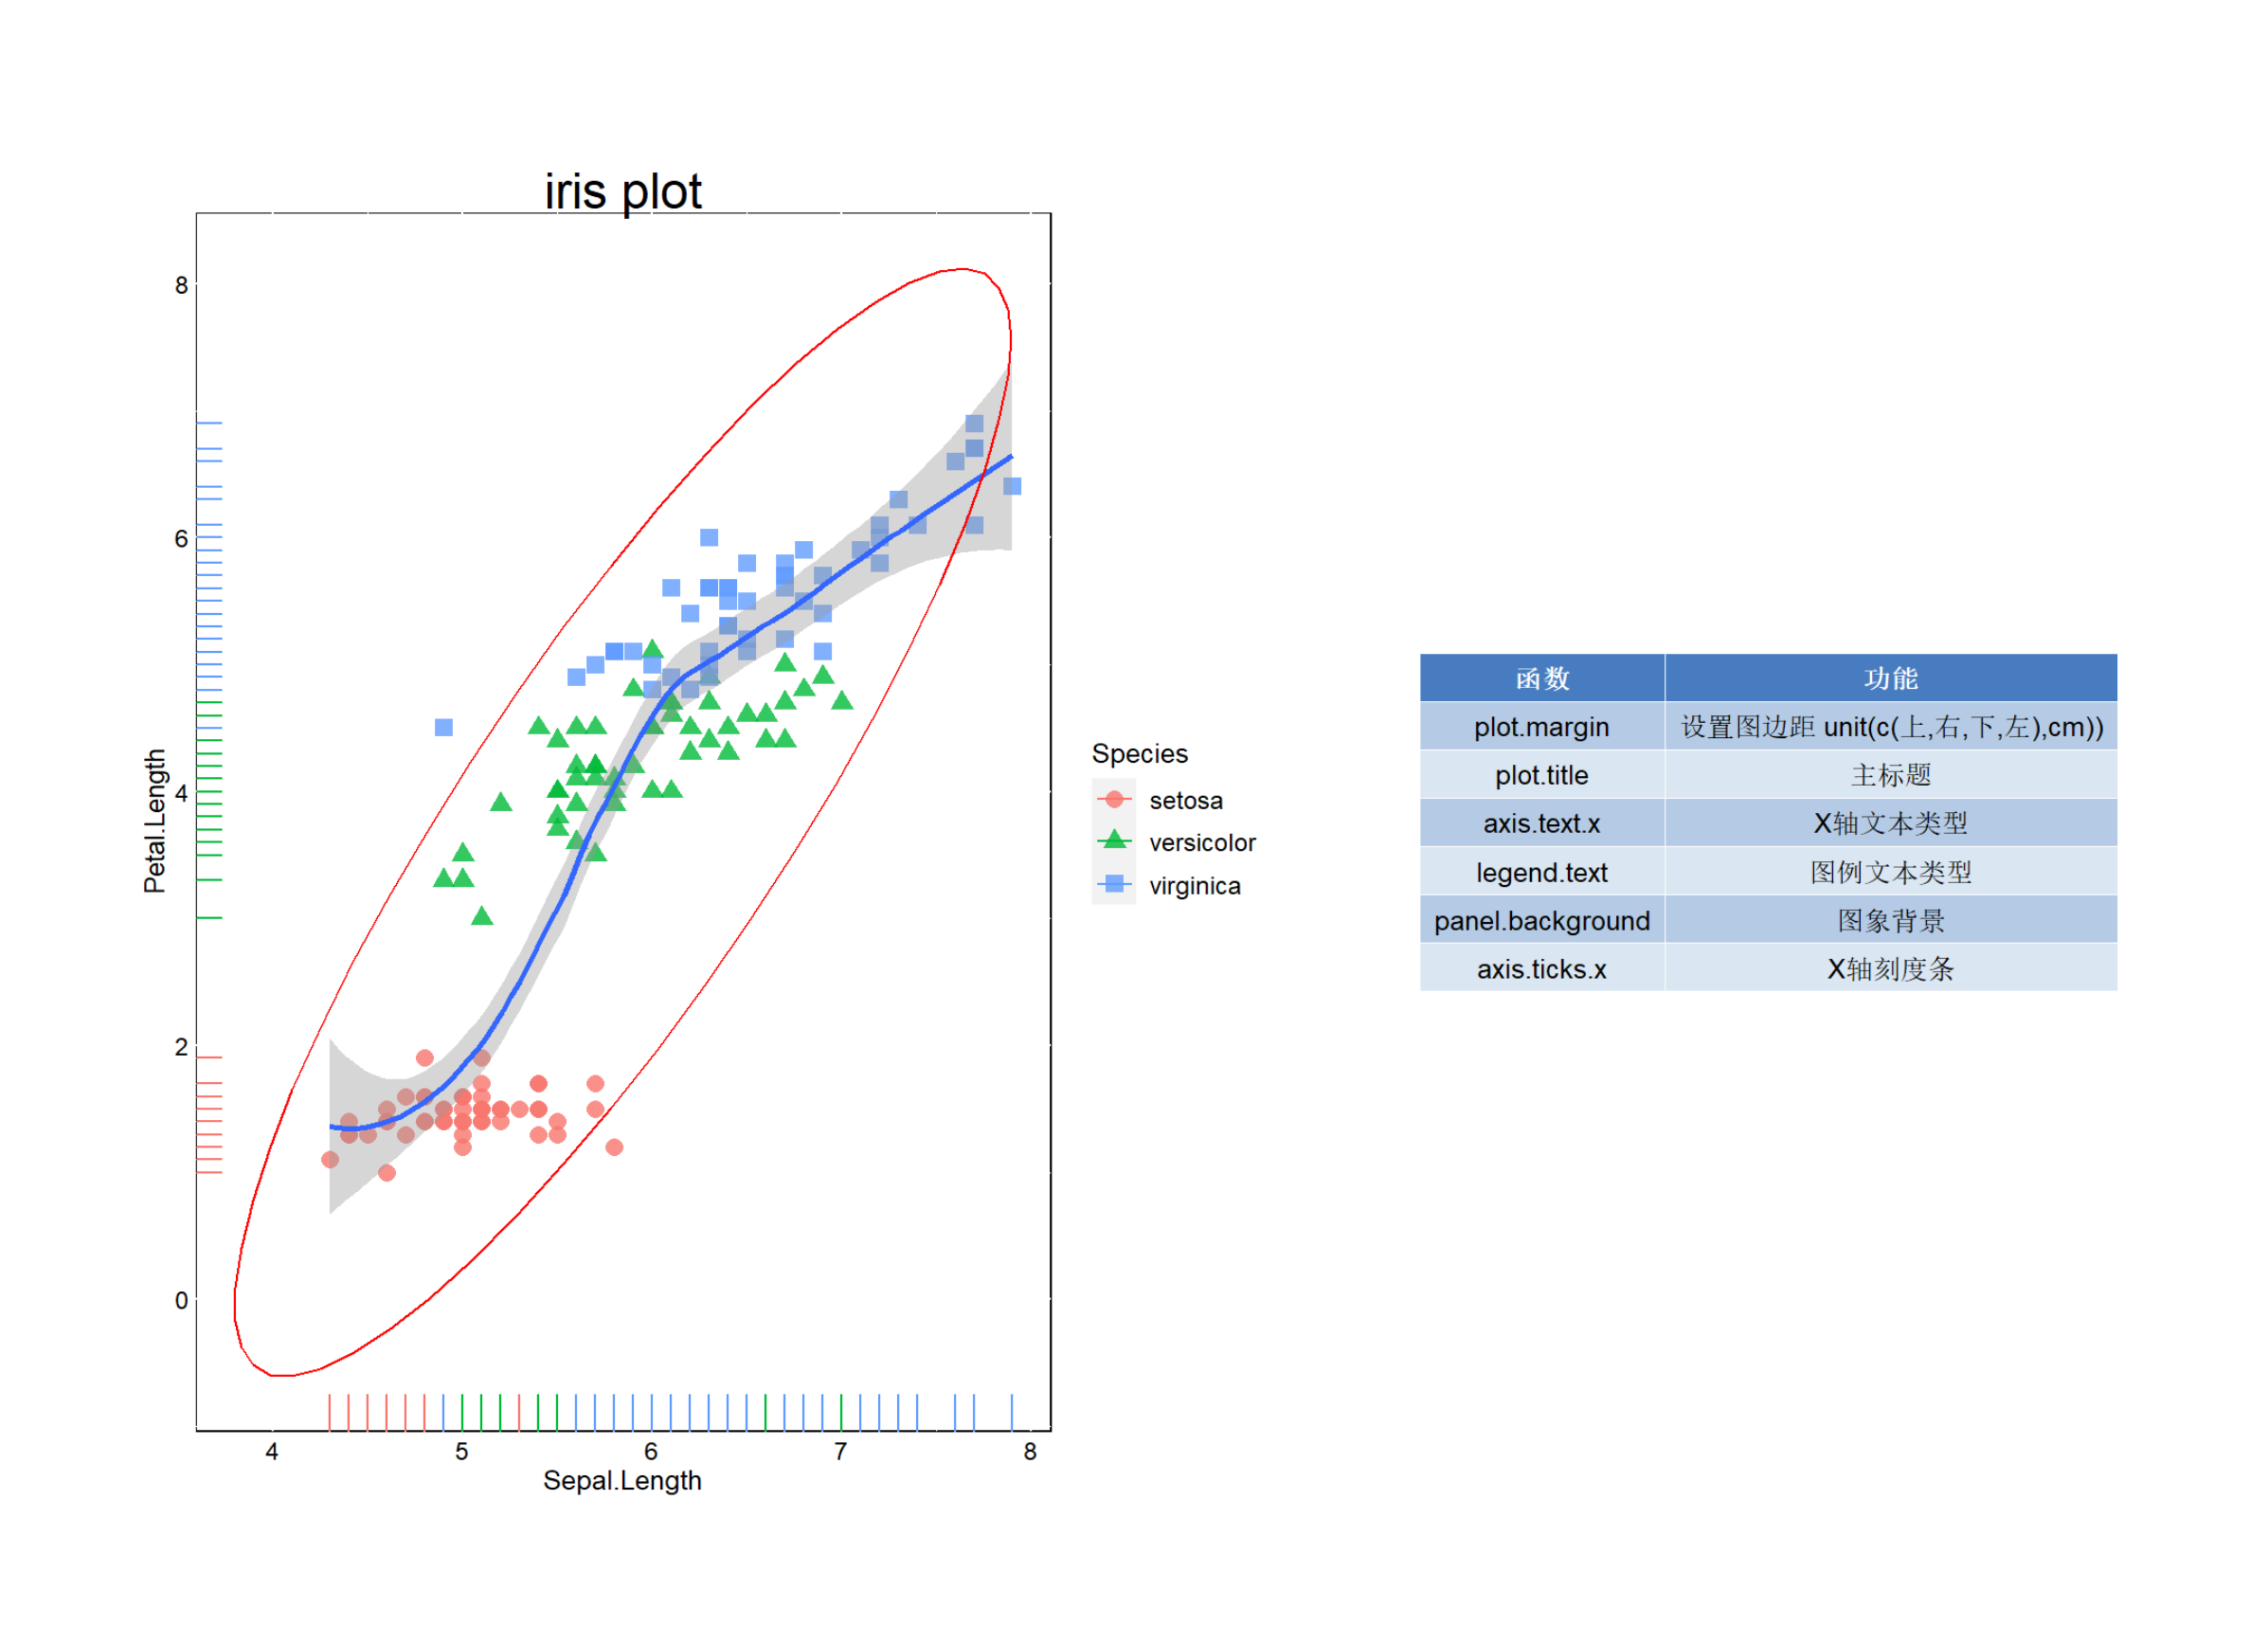 iris plot
8
6
4
2
0
Petal.Length
4 5 6 7 8
Sepal.Length
Species
setosa
versicolor
virginica
函数 功能
plot.margin 设置图边距 unit(c(上,右,下,左),cm))
plot.title 主标题
axis.text.x X轴文本类型
legend.text 图例文本类型
panel.background 图象背景
axis.ticks.x X轴刻度条